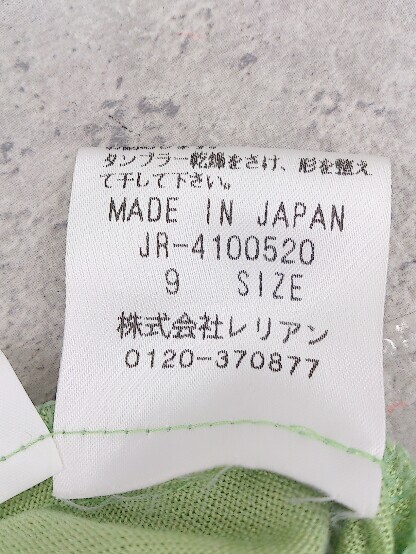 タンブラー乾燥をさけ、形を整え
て干して下さい。
MADE IN JAPAN
JR-4100520
9 SIZE
株式会社レリアン
0120-370877